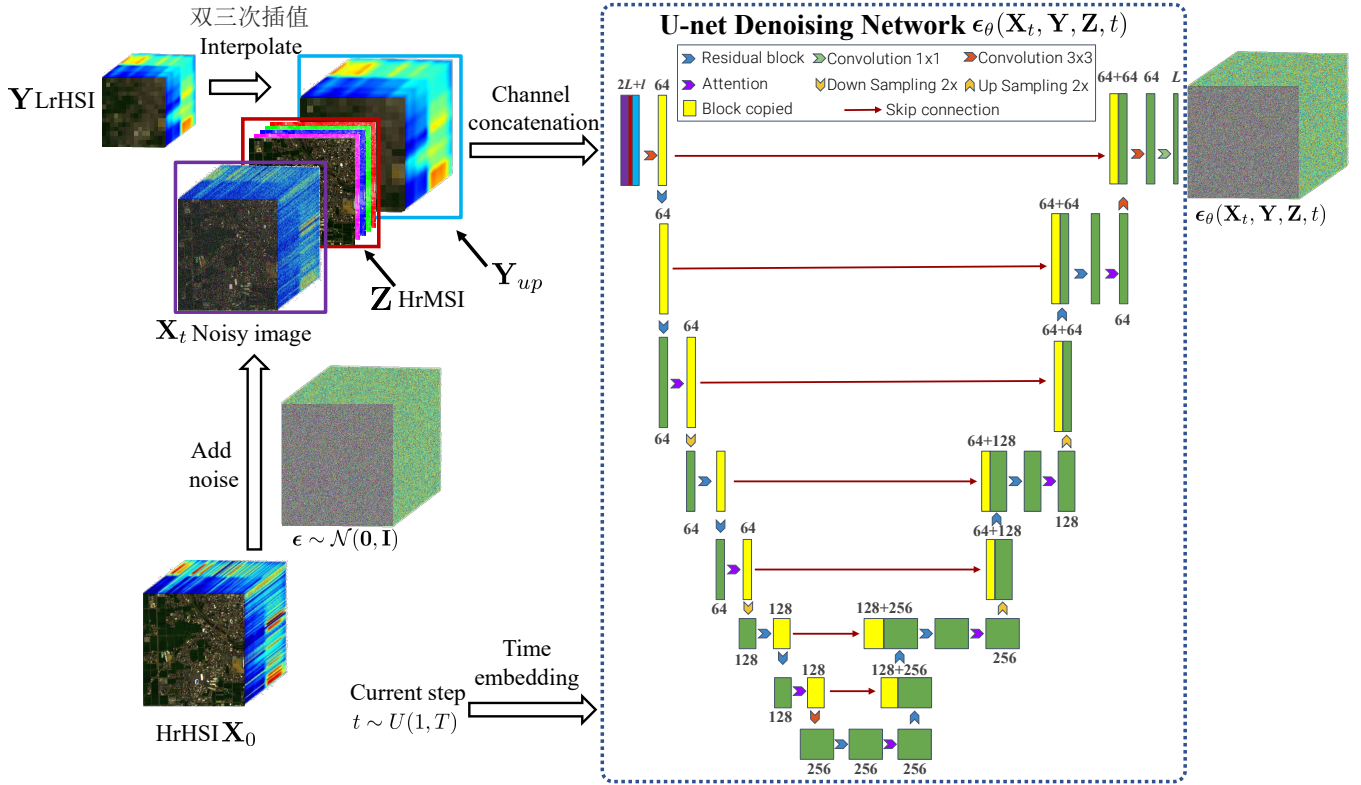 双三次插值
Interpolate
Y LrHSI
Channel
concatenation
Y_up
Z HrMSI
X_t Noisy image
Add
noise
ϵ ∼ N(0, I)
HrHSI X_0
Current step
t ∼ U(1, T)
Time
embedding
U-net Denoising Network ϵ_θ(X_t, Y, Z, t)
Residual block
Convolution 1x1
Convolution 3x3
Attention
Down Sampling 2x
Up Sampling 2x
Block copied
Skip connection
2L+l
64
64+64
64
L
ϵ_θ(X_t, Y, Z, t)
64
64+64
64
64
64+64
64
64+128
64
64
128
64
64+128
64
128
128+256
128
256
128
128+256
128
256
256
256